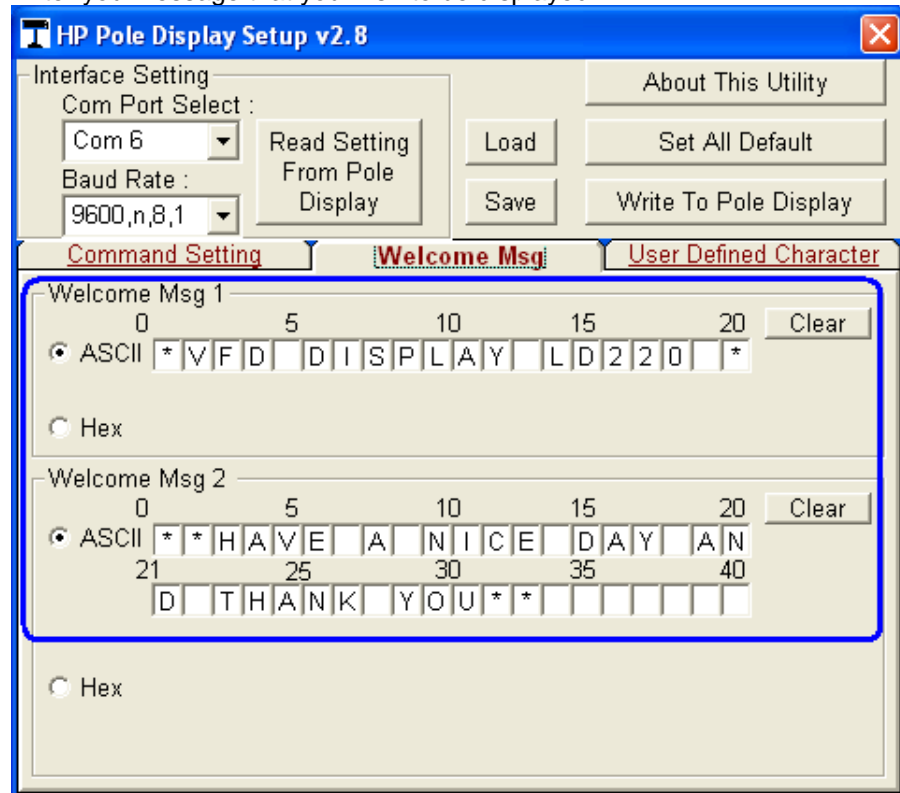 HP Pole Display Setup v2.8
Interface Setting
Com Port Select :
Com 6
Baud Rate :
9600,n,8,1
Read Setting
From Pole
Display
Load
Save
About This Utility
Set All Default
Write To Pole Display
Command Setting
Welcome Msg
User Defined Character
Welcome Msg 1
0 5 10 15 20
Clear
ASCII *VFD DISPLAY LD220 *
Hex
Welcome Msg 2
0 5 10 15 20
Clear
ASCII **HAVE A NICE DAY AN
21 25 30 35 40
D THANK YOU**
Hex